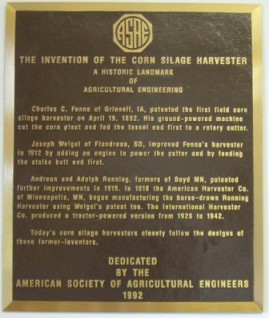 ASAE
THE INVENTION OF THE CORN SILAGE HARVESTER
A HISTORIC LANDMARK
OF
AGRICULTURAL ENGINEERING
Charles C. Fenno of Grinnell, IA, patented the first field corn
silage harvester on April 19, 1892. His ground-powered machine
cut the corn plant and fed the tassel end first to a rotary cutter.
Joseph Weigel of Flandreau, SD, improved Fenno's harvester
in 1912 by adding an engine to power the cutter and by feeding
the stalks butt end first.
Andrean and Adolph Ronning, farmers of Boyd MN, patented
further improvements in 1915. In 1918 the American Harvester Co.
of Minneapolis, MN, began manufacturing the horse-drawn Ronning
Harvester using Weigel's patent too. The International Harvester
Co. produced a tractor-powered version from 1926 to 1942.
Today's corn silage harvesters closely follow the designs of
these farmer-inventors.
DEDICATED
BY THE
AMERICAN SOCIETY OF AGRICULTURAL ENGINEERS
1992